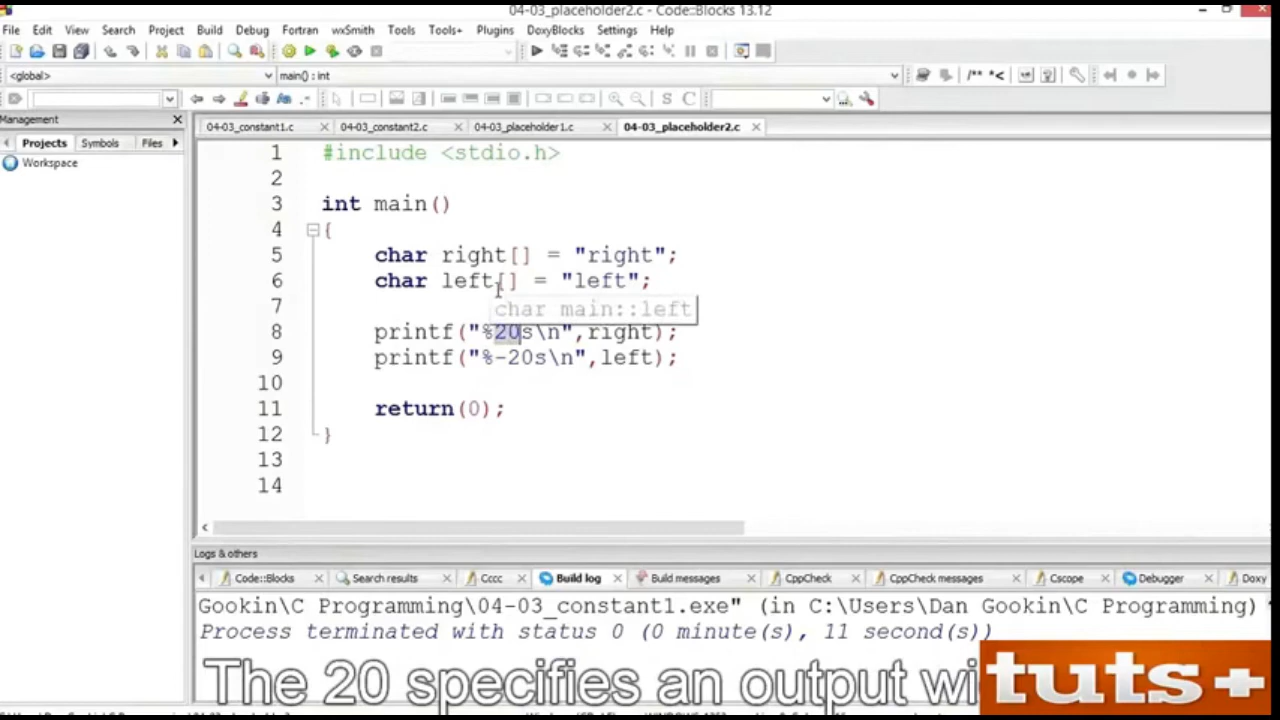 04-03_placeholder2.c - Code::Blocks 13.12
File Edit View Search Project Build Debug Fortran wxSmith Tools Tools+ Plugins DoxyBlocks Settings Help
<global> main() : int
/** *<
S C
Management
04-03_constant1.c 04-03_constant2.c 04-03_placeholder1.c 04-03_placeholder2.c
Projects Symbols Files
Workspace
1 #include <stdio.h>
2
3 int main()
4 {
5 char right[] = "right";
6 char left[] = "left";
7 char main::left
8 printf("%20s\n",right);
9 printf("%-20s\n",left);
10
11 return(0);
12 }
13
14
Logs & others
Code::Blocks Search results Cccc Build log Build messages CppCheck CppCheck messages Cscope Debugger Doxy
Gookin\C Programming\04-03_constant1.exe" (in C:\Users\Dan Gookin\C Programming)
Process terminated with status 0 (0 minute(s), 11 second(s))
The 20 specifies an output wi
tuts+